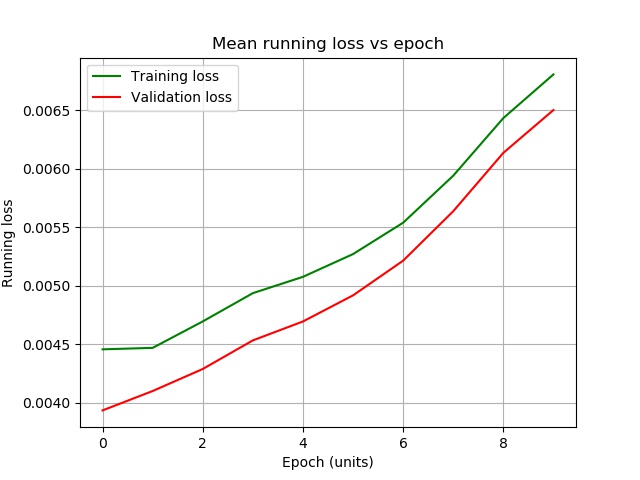 Mean running loss vs epoch
Training loss
Validation loss
0.0065
0.0060
0.0055
0.0050
0.0045
0.0040
Running loss
0
2
4
6
8
Epoch (units)